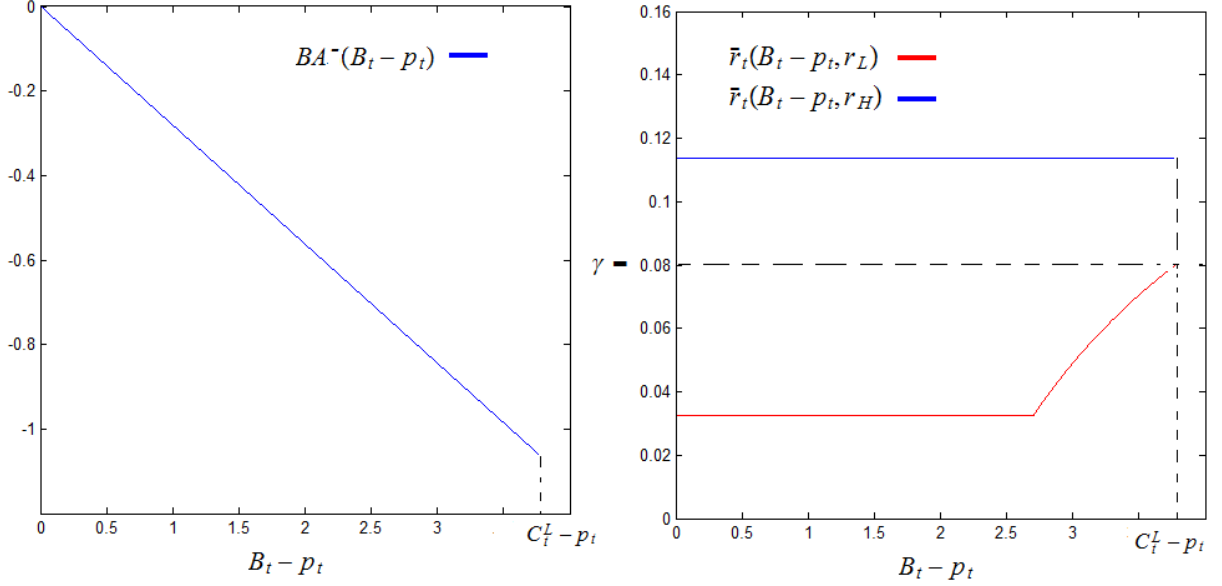 0
-0.2
-0.4
-0.6
-0.8
-1
BA⁻(B_t − p_t)
0 0.5 1 1.5 2 2.5 3 C_t^L − p_t
B_t − p_t
0.16
0.14
0.12
0.1
γ = 0.08
0.06
0.04
0.02
0
r̄_t(B_t − p_t, r_L)
r̄_t(B_t − p_t, r_H)
0 0.5 1 1.5 2 2.5 3 C_t^L − p_t
B_t − p_t